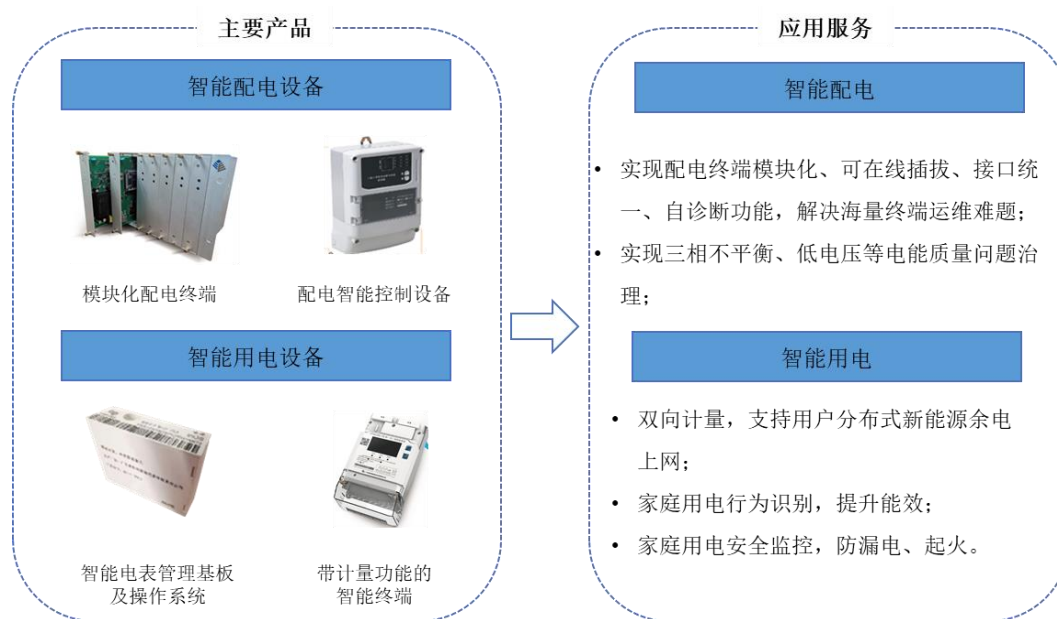 主要产品
智能配电设备
模块化配电终端
配电智能控制设备
智能用电设备
智能电表管理基板
及操作系统
带计量功能的
智能终端
应用服务
智能配电
• 实现配电终端模块化、可在线插拔、接口统
一、自诊断功能，解决海量终端运维难题；
• 实现三相不平衡、低电压等电能质量问题治
理；
智能用电
• 双向计量，支持用户分布式新能源余电
上网；
• 家庭用电行为识别，提升能效；
• 家庭用电安全监控，防漏电、起火。